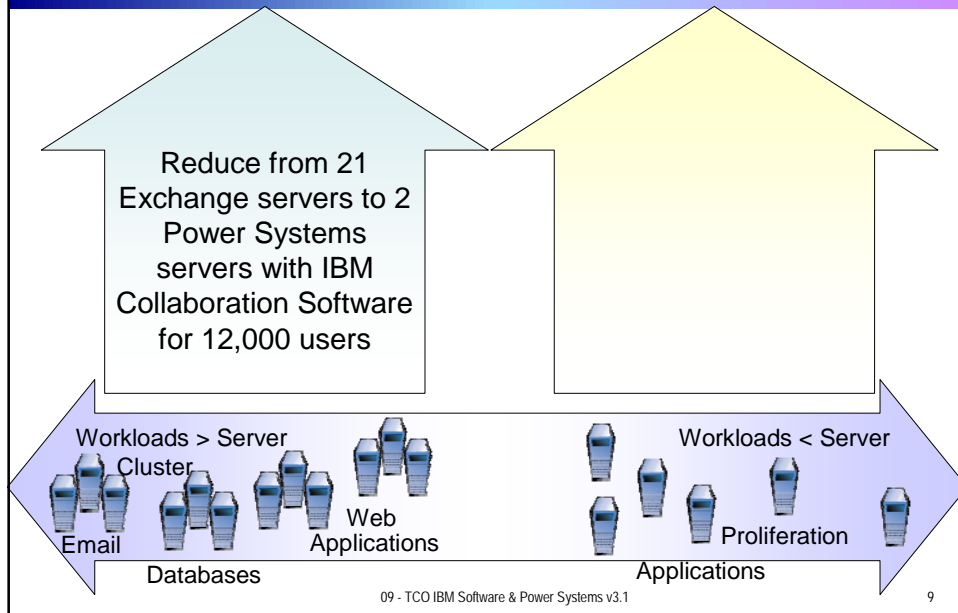 Reduce from 21
Exchange servers to 2
Power Systems
servers with IBM
Collaboration Software
for 12,000 users
Workloads > Server
Cluster
Workloads < Server
Email
Databases
Web
Applications
Proliferation
Applications
09 - TCO IBM Software & Power Systems v3.1
9